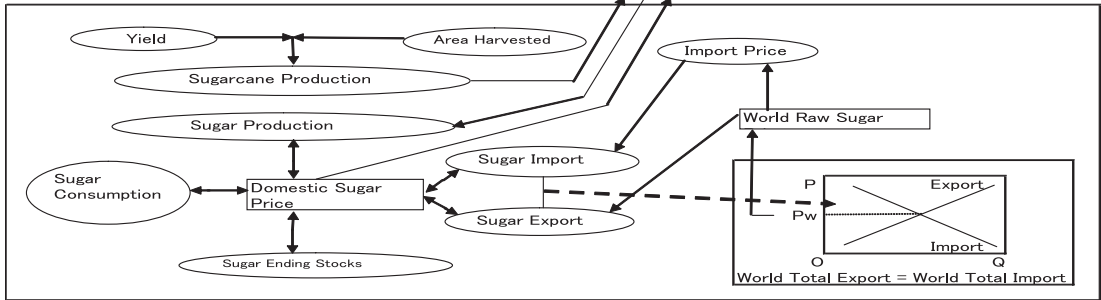 Yield
Area Harvested
Import Price
Sugarcane Production
World Raw Sugar
Sugar Production
Sugar Import
Sugar
Consumption
Domestic Sugar
Price
P
Export
Sugar Export
Pw
Import
Sugar Ending Stocks
O
Q
World Total Export = World Total Import